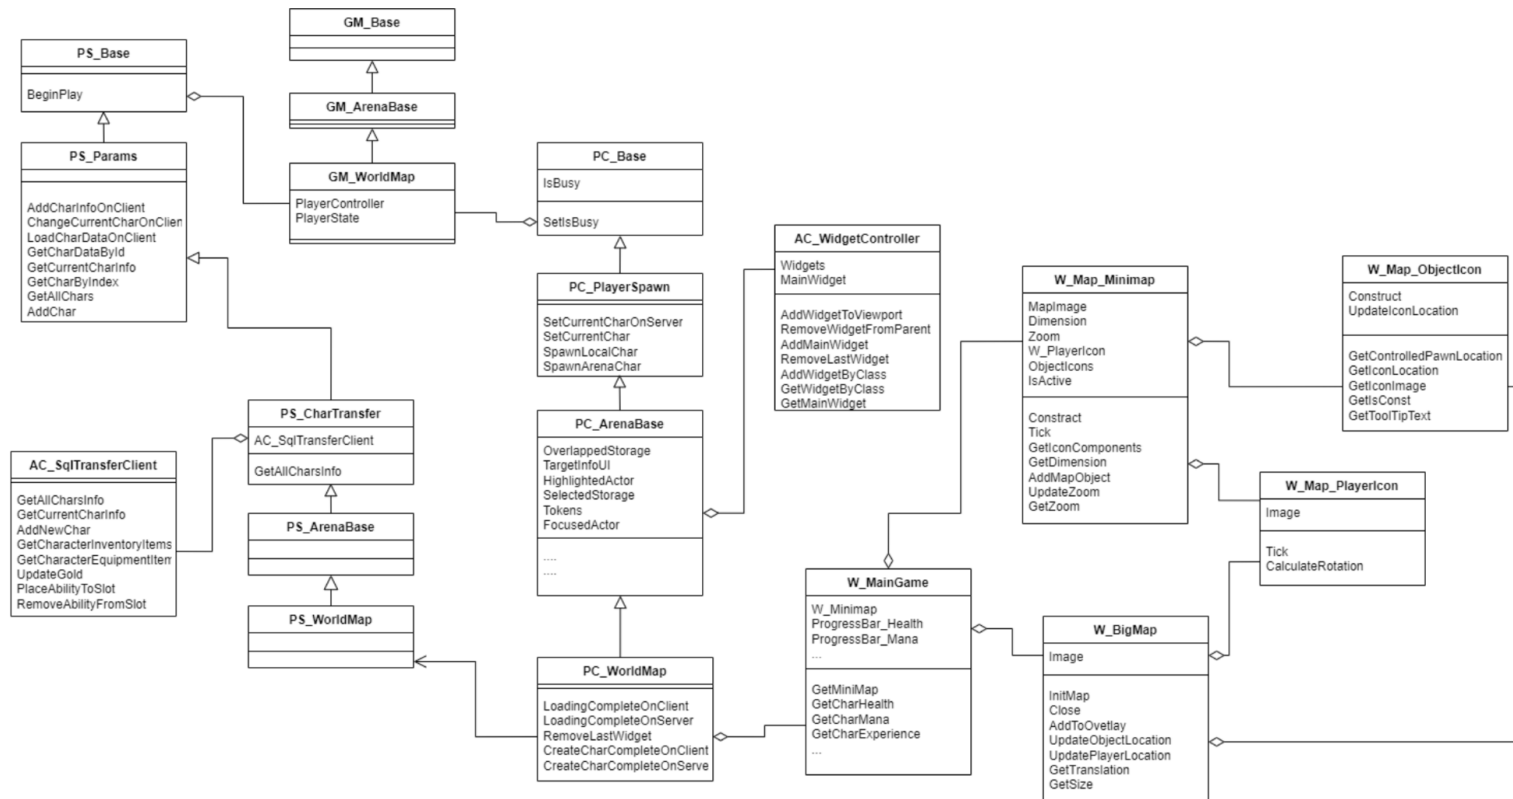 GM_Base
PS_Base
BeginPlay
GM_ArenaBase
PS_Params
AddCharInfoOnClient
ChangeCurrentCharOnClien
LoadCharDataOnClient
GetCharDataById
GetCurrentCharInfo
GetCharByIndex
GetAllChars
AddChar
GM_WorldMap
PlayerController
PlayerState
PC_Base
IsBusy
SetIsBusy
PC_PlayerSpawn
SetCurrentCharOnServer
SetCurrentChar
SpawnLocalChar
SpawnArenaChar
AC_WidgetController
Widgets
MainWidget
AddWidgetToViewport
RemoveWidgetFromParent
AddMainWidget
RemoveLastWidget
AddWidgetByClass
GetWidgetByClass
GetMainWidget
W_Map_Minimap
MapImage
Dimension
Zoom
W_PlayerIcon
ObjectIcons
IsActive
Constract
Tick
GetIconComponents
GetDimension
AddMapObject
UpdateZoom
GetZoom
W_Map_ObjectIcon
Construct
UpdateIconLocation
GetControlledPawnLocation
GetIconLocation
GetIconImage
GetIsConst
GetToolTipText
PS_CharTransfer
AC_SqlTransferClient
GetAllCharsInfo
AC_SqlTransferClient
GetAllCharsInfo
GetCurrentCharInfo
AddNewChar
GetCharacterInventoryItems
GetCharacterEquipmentIten
UpdateGold
PlaceAbilityToSlot
RemoveAbilityFromSlot
PS_ArenaBase
PS_WorldMap
PC_ArenaBase
OverlappedStorage
TargetInfoUI
HighlightedActor
SelectedStorage
Tokens
FocusedActor
....
....
W_Map_PlayerIcon
Image
Tick
CalculateRotation
W_MainGame
W_Minimap
ProgressBar_Health
ProgressBar_Mana
...
GetMiniMap
GetCharHealth
GetCharMana
GetCharExperience
...
W_BigMap
Image
InitMap
Close
AddToOvetlay
UpdateObjectLocation
UpdatePlayerLocation
GetTranslation
GetSize
PC_WorldMap
LoadingCompleteOnClient
LoadingCompleteOnServer
RemoveLastWidget
CreateCharCompleteOnClient
CreateCharCompleteOnServe